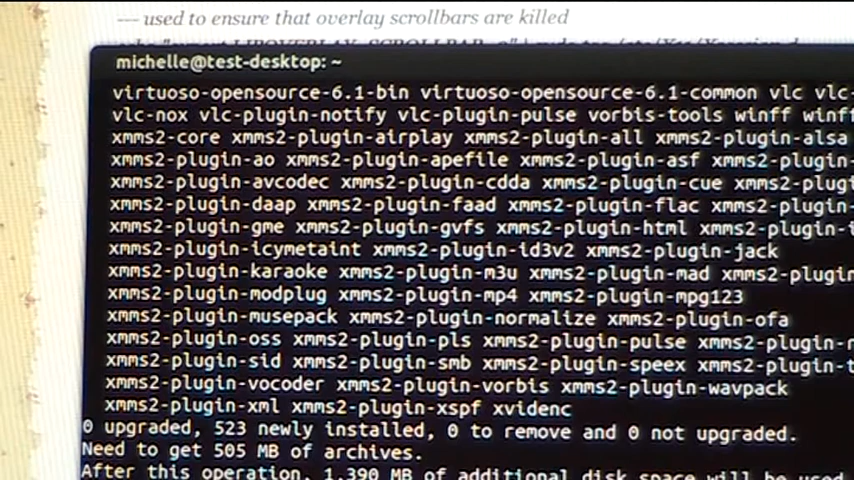 --- used to ensure that overlay scrollbars are killed
michelle@test-desktop: ~
virtuoso-opensource-6.1-bin virtuoso-opensource-6.1-common vlc vlc-
vlc-nox vlc-plugin-notify vlc-plugin-pulse vorbis-tools winff winff
xmms2-core xmms2-plugin-airplay xmms2-plugin-all xmms2-plugin-alsa
xmms2-plugin-ao xmms2-plugin-apefile xmms2-plugin-asf xmms2-plugin-
xmms2-plugin-avcodec xmms2-plugin-cdda xmms2-plugin-cue xmms2-plugi
xmms2-plugin-daap xmms2-plugin-faad xmms2-plugin-flac xmms2-plugin-
xmms2-plugin-gme xmms2-plugin-gvfs xmms2-plugin-html xmms2-plugin-i
xmms2-plugin-icymetaint xmms2-plugin-id3v2 xmms2-plugin-jack
xmms2-plugin-karaoke xmms2-plugin-m3u xmms2-plugin-mad xmms2-plugin
xmms2-plugin-modplug xmms2-plugin-mp4 xmms2-plugin-mpg123
xmms2-plugin-musepack xmms2-plugin-normalize xmms2-plugin-ofa
xmms2-plugin-oss xmms2-plugin-pls xmms2-plugin-pulse xmms2-plugin-r
xmms2-plugin-sid xmms2-plugin-smb xmms2-plugin-speex xmms2-plugin-t
xmms2-plugin-vocoder xmms2-plugin-vorbis xmms2-plugin-wavpack
xmms2-plugin-xml xmms2-plugin-xspf xvidenc
0 upgraded, 523 newly installed, 0 to remove and 0 not upgraded.
Need to get 505 MB of archives.
After this operation, 1,390 MB of additional disk space will be used